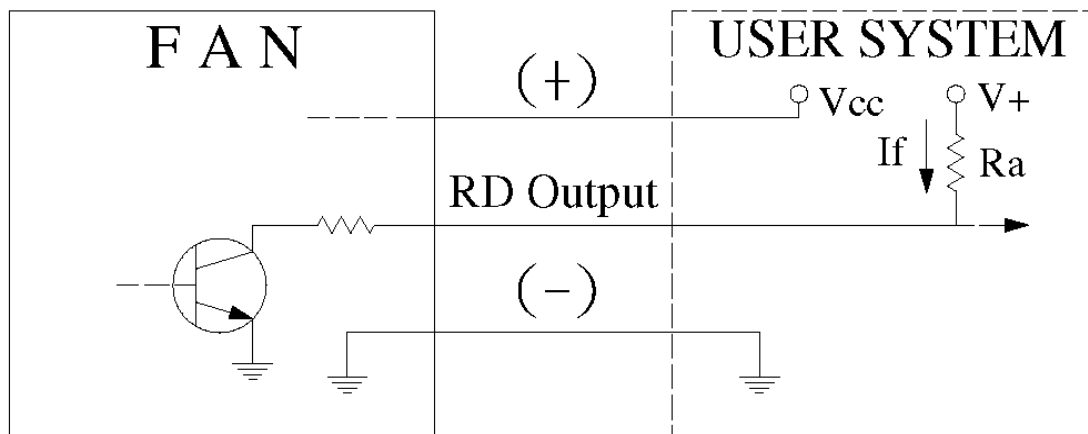 F A N
USER SYSTEM
(+)
Vcc
V+
If
Ra
RD Output
(-)